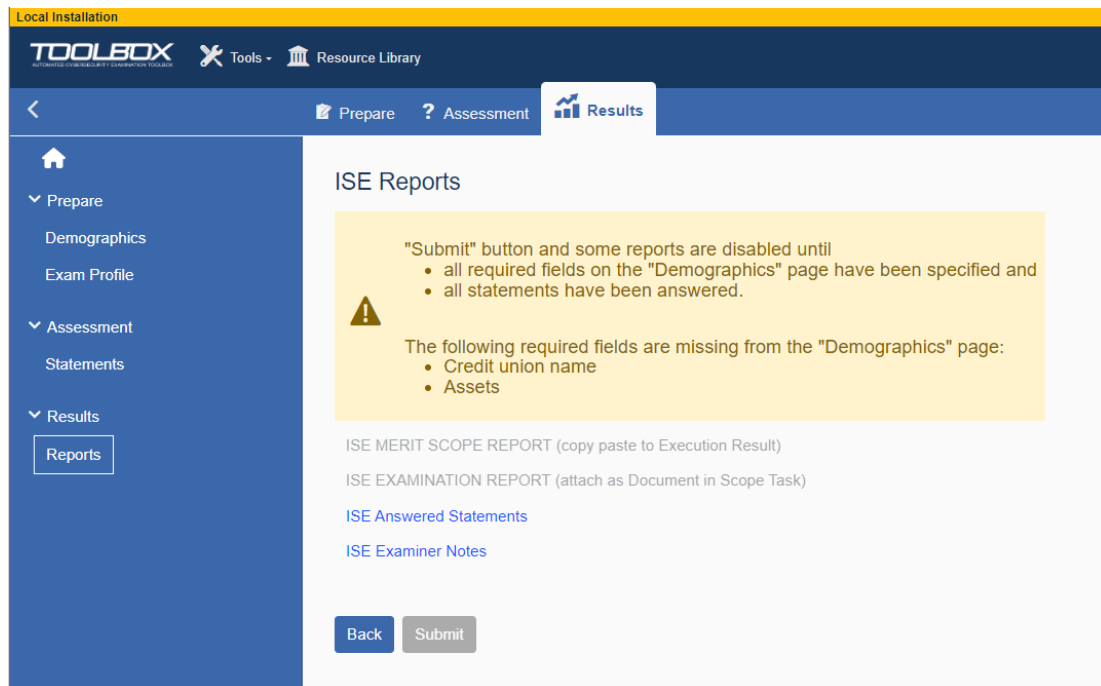 Local Installation
TOOLBOX
AUTOMATED CYBERSECURITY EXAMINATION TOOLBOX
Tools
Resource Library
Prepare
? Assessment
Results
Prepare
Demographics
Exam Profile
Assessment
Statements
Results
Reports
ISE Reports
"Submit" button and some reports are disabled until
• all required fields on the "Demographics" page have been specified and
• all statements have been answered.
The following required fields are missing from the "Demographics" page:
• Credit union name
• Assets
ISE MERIT SCOPE REPORT (copy paste to Execution Result)
ISE EXAMINATION REPORT (attach as Document in Scope Task)
ISE Answered Statements
ISE Examiner Notes
Back
Submit